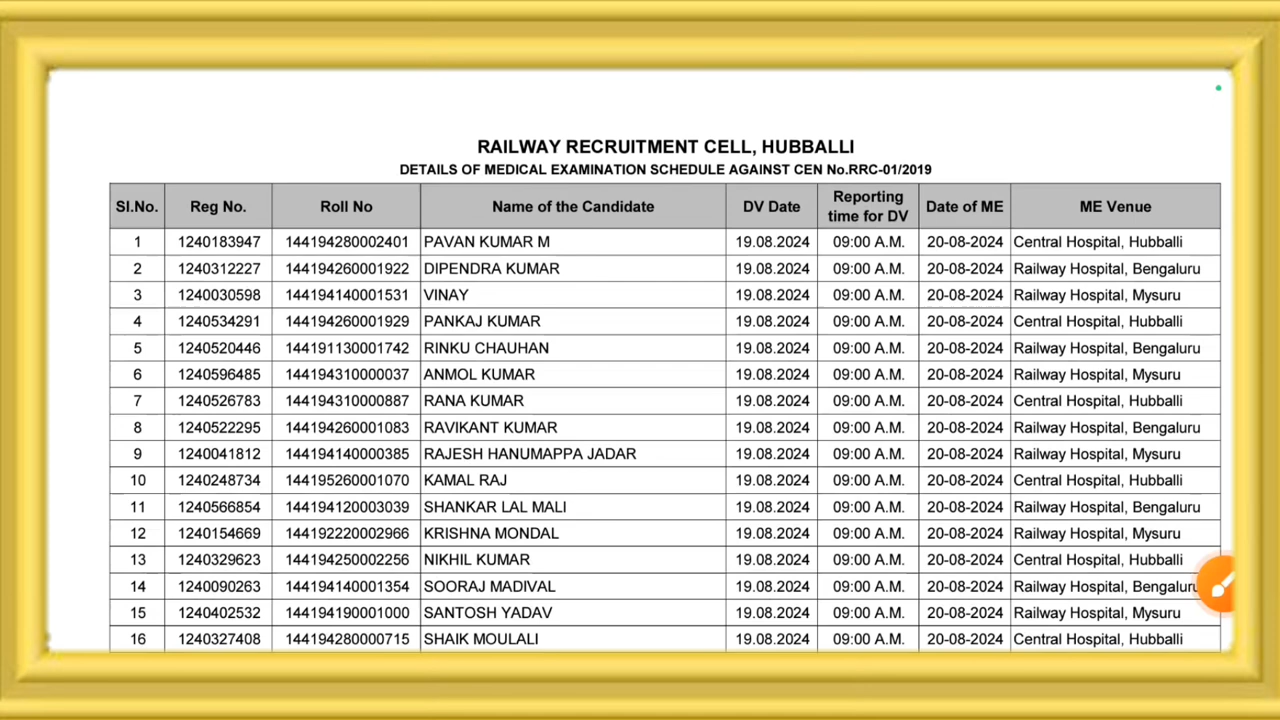 RAILWAY RECRUITMENT CELL, HUBBALLI
DETAILS OF MEDICAL EXAMINATION SCHEDULE AGAINST CEN No.RRC-01/2019
Sl.No. Reg No. Roll No Name of the Candidate DV Date Reporting time for DV Date of ME ME Venue
1 1240183947 144194280002401 PAVAN KUMAR M 19.08.2024 09:00 A.M. 20-08-2024 Central Hospital, Hubballi
2 1240312227 144194260001922 DIPENDRA KUMAR 19.08.2024 09:00 A.M. 20-08-2024 Railway Hospital, Bengaluru
3 1240030598 144194140001531 VINAY 19.08.2024 09:00 A.M. 20-08-2024 Railway Hospital, Mysuru
4 1240534291 144194260001929 PANKAJ KUMAR 19.08.2024 09:00 A.M. 20-08-2024 Central Hospital, Hubballi
5 1240520446 144191130001742 RINKU CHAUHAN 19.08.2024 09:00 A.M. 20-08-2024 Railway Hospital, Bengaluru
6 1240596485 144194310000037 ANMOL KUMAR 19.08.2024 09:00 A.M. 20-08-2024 Railway Hospital, Mysuru
7 1240526783 144194310000887 RANA KUMAR 19.08.2024 09:00 A.M. 20-08-2024 Central Hospital, Hubballi
8 1240522295 144194260001083 RAVIKANT KUMAR 19.08.2024 09:00 A.M. 20-08-2024 Railway Hospital, Bengaluru
9 1240041812 144194140000385 RAJESH HANUMAPPA JADAR 19.08.2024 09:00 A.M. 20-08-2024 Railway Hospital, Mysuru
10 1240248734 144195260001070 KAMAL RAJ 19.08.2024 09:00 A.M. 20-08-2024 Central Hospital, Hubballi
11 1240566854 144194120003039 SHANKAR LAL MALI 19.08.2024 09:00 A.M. 20-08-2024 Railway Hospital, Bengaluru
12 1240154669 144192220002966 KRISHNA MONDAL 19.08.2024 09:00 A.M. 20-08-2024 Railway Hospital, Mysuru
13 1240329623 144194250002256 NIKHIL KUMAR 19.08.2024 09:00 A.M. 20-08-2024 Central Hospital, Hubballi
14 1240090263 144194140001354 SOORAJ MADIVAL 19.08.2024 09:00 A.M. 20-08-2024 Railway Hospital, Bengaluru
15 1240402532 144194190001000 SANTOSH YADAV 19.08.2024 09:00 A.M. 20-08-2024 Railway Hospital, Mysuru
16 1240327408 144194280000715 SHAIK MOULALI 19.08.2024 09:00 A.M. 20-08-2024 Central Hospital, Hubballi